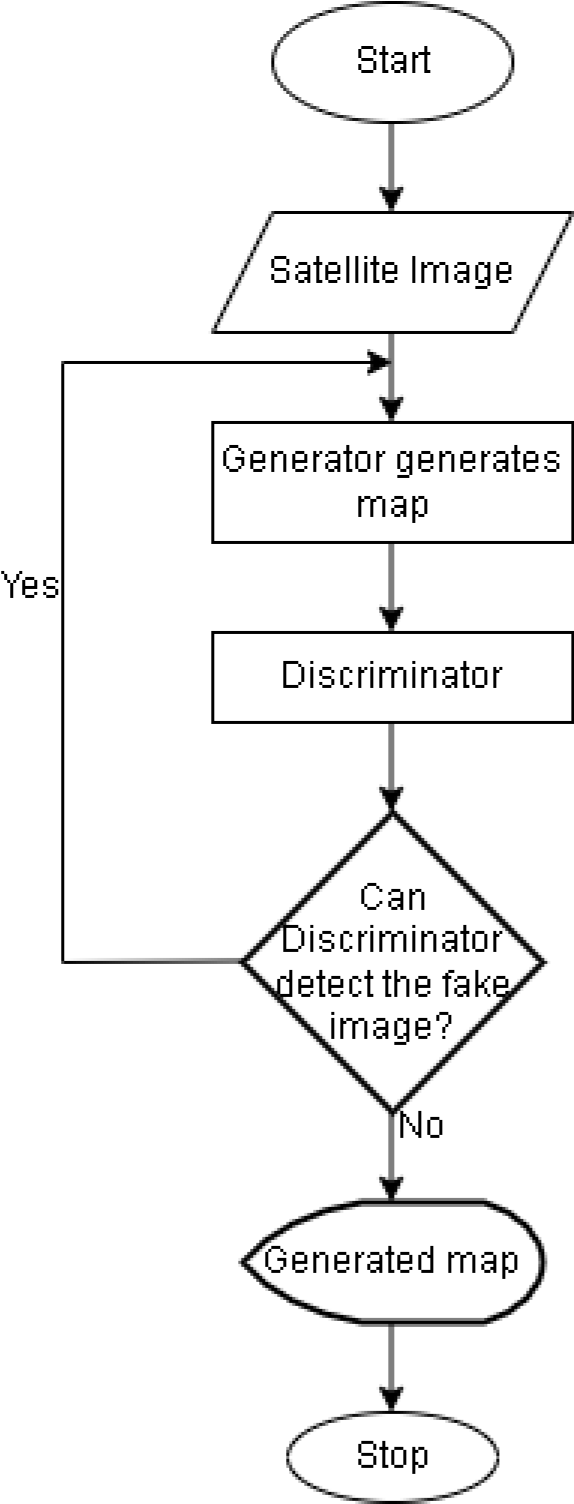 Start
Satellite Image
Generator generates
map
Yes
Discriminator
Can
Discriminator
detect the fake
image?
No
Generated map
Stop